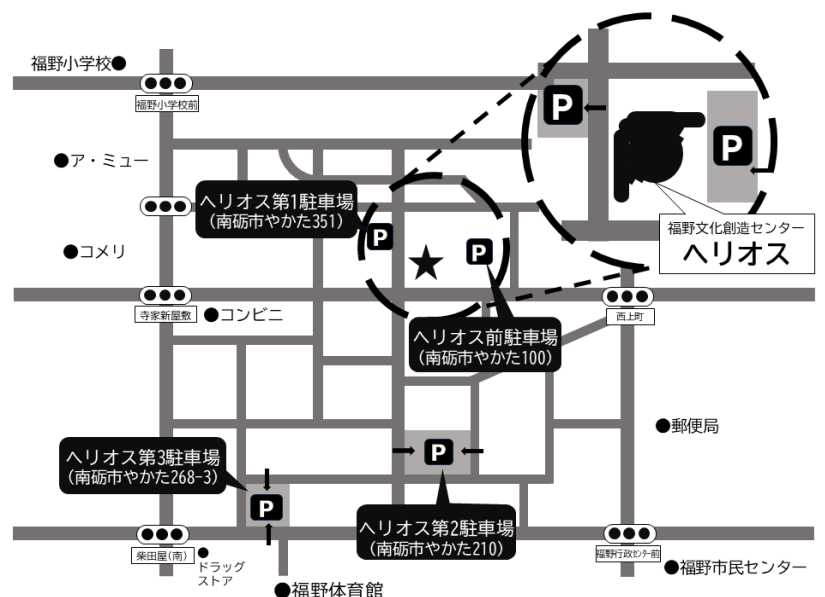 福野小学校
福野小学校前
ア・ミュー
P
P
福野文化創造センター
ヘリオス
ヘリオス第1駐車場
(南砺市やかた351)
P
P
コメリ
寺家新屋敷
コンビニ
西上町
ヘリオス前駐車場
(南砺市やかた100)
郵便局
P
ヘリオス第3駐車場
(南砺市やかた268-3)
P
ヘリオス第2駐車場
(南砺市やかた210)
柴田屋(南)
ドラッグ
ストア
福野行政センター前
福野市民センター
福野体育館